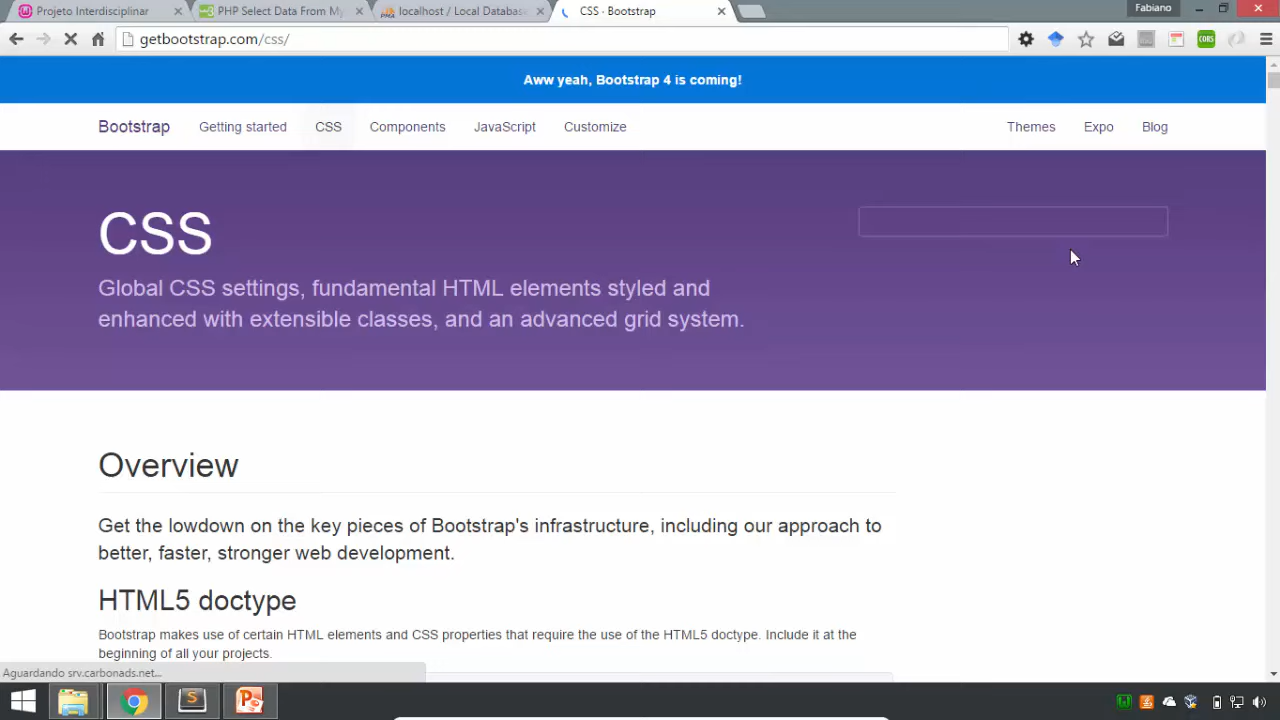 Projeto Interdisciplinar
PHP Select Data From My
localhost / Local Databas
CSS · Bootstrap
Fabiano
getbootstrap.com/css/
CORS
Aww yeah, Bootstrap 4 is coming!
Bootstrap
Getting started
CSS
Components
JavaScript
Customize
Themes
Expo
Blog
CSS
Global CSS settings, fundamental HTML elements styled and
enhanced with extensible classes, and an advanced grid system.
Overview
Get the lowdown on the key pieces of Bootstrap's infrastructure, including our approach to
better, faster, stronger web development.
HTML5 doctype
Bootstrap makes use of certain HTML elements and CSS properties that require the use of the HTML5 doctype. Include it at the
beginning of all your projects.
Aguardando srv.carbonads.net...